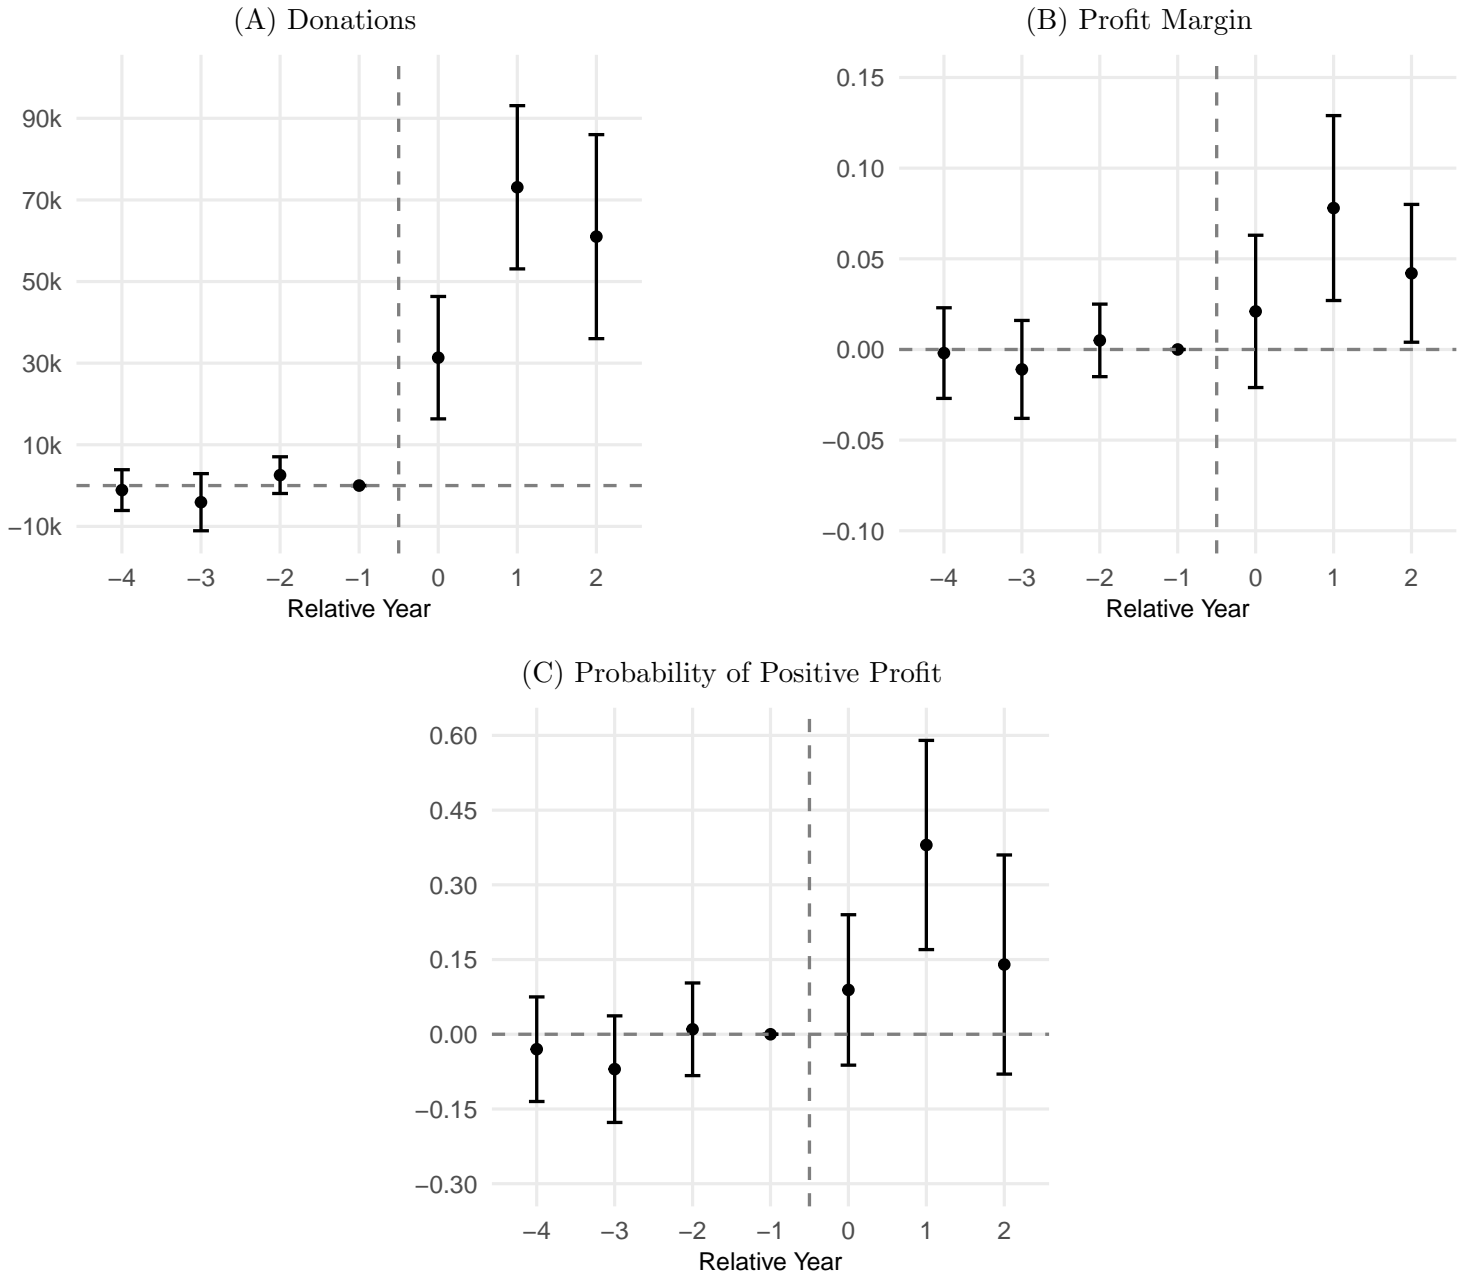 (A) Donations
90k
70k
50k
30k
10k
−10k
−4 −3 −2 −1 0 1 2
Relative Year
(B) Profit Margin
0.15
0.10
0.05
0.00
−0.05
−0.10
−4 −3 −2 −1 0 1 2
Relative Year
(C) Probability of Positive Profit
0.60
0.45
0.30
0.15
0.00
−0.15
−0.30
−4 −3 −2 −1 0 1 2
Relative Year